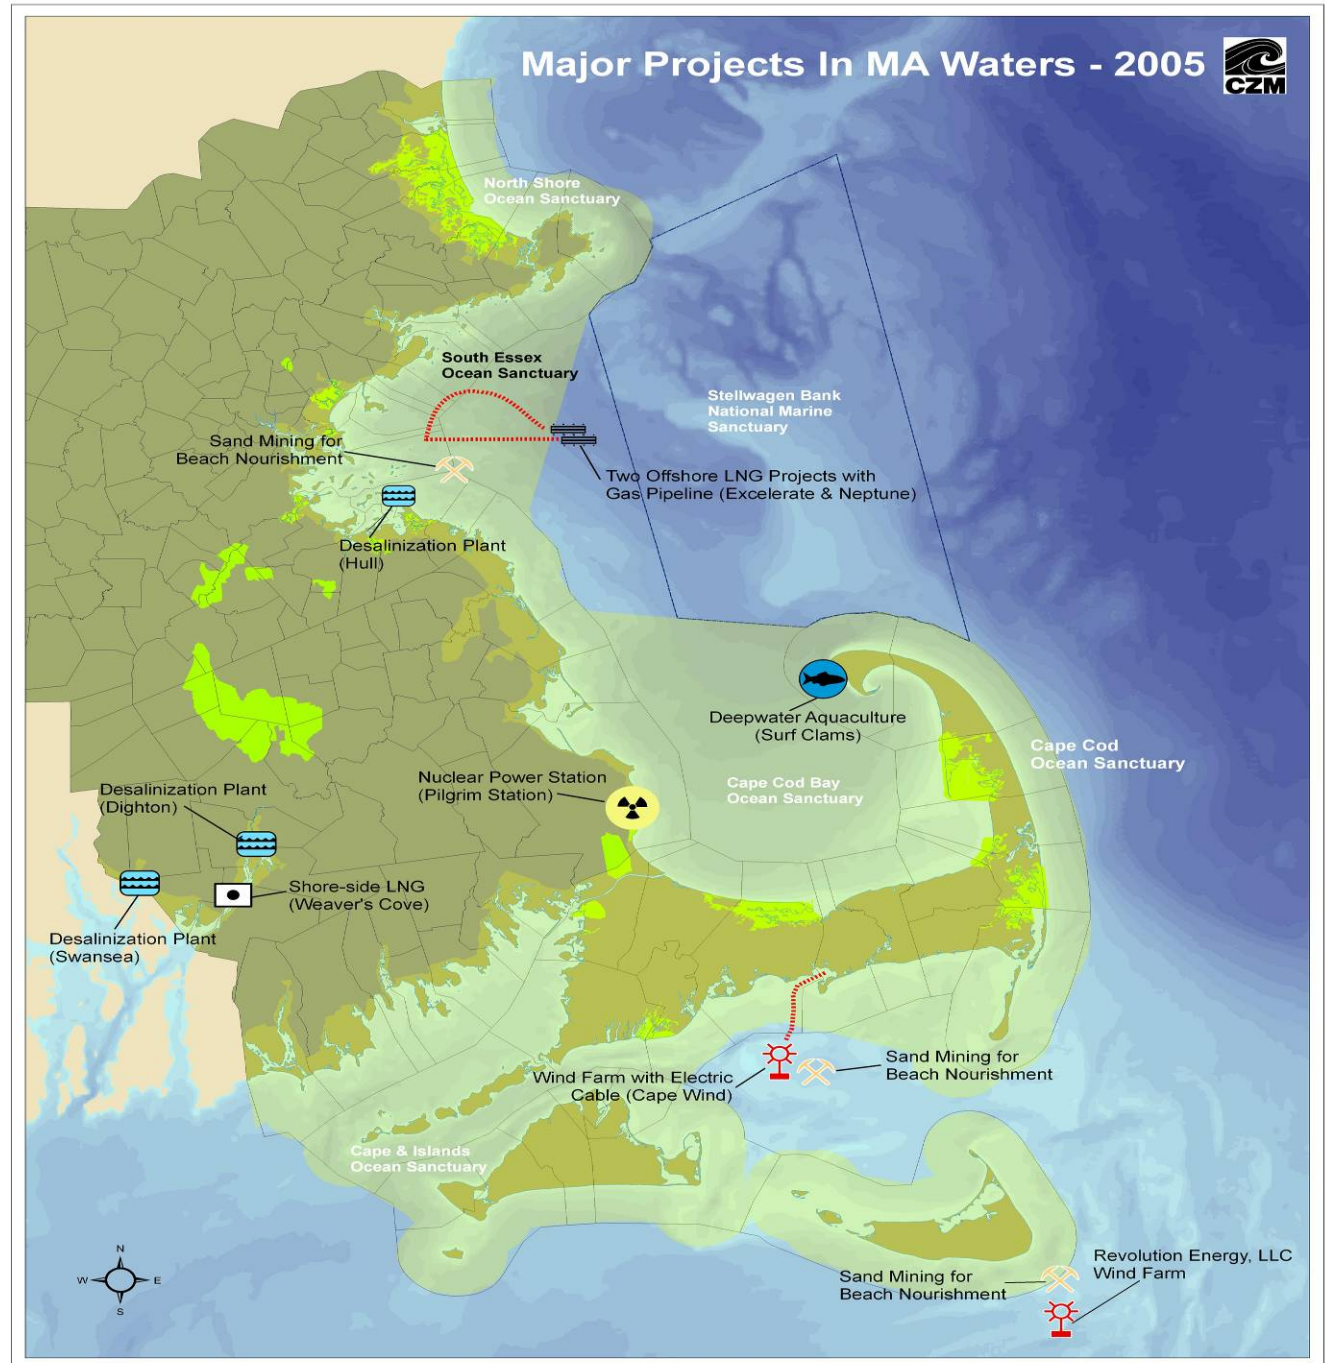 Major Projects In MA Waters - 2005
CZM
North Shore
Ocean Sanctuary
South Essex
Ocean Sanctuary
Stellwagen Bank
National Marine
Sanctuary
Sand Mining for
Beach Nourishment
Two Offshore LNG Projects with
Gas Pipeline (Excelerate & Neptune)
Desalinization Plant
(Hull)
Deepwater Aquaculture
(Surf Clams)
Cape Cod
Ocean Sanctuary
Nuclear Power Station
(Pilgrim Station)
Cape Cod Bay
Ocean Sanctuary
Desalinization Plant
(Dighton)
Shore-side LNG
(Weaver's Cove)
Desalinization Plant
(Swansea)
Sand Mining for
Beach Nourishment
Wind Farm with Electric
Cable (Cape Wind)
Cape & Islands
Ocean Sanctuary
N
W
E
S
Revolution Energy, LLC
Wind Farm
Sand Mining for
Beach Nourishment